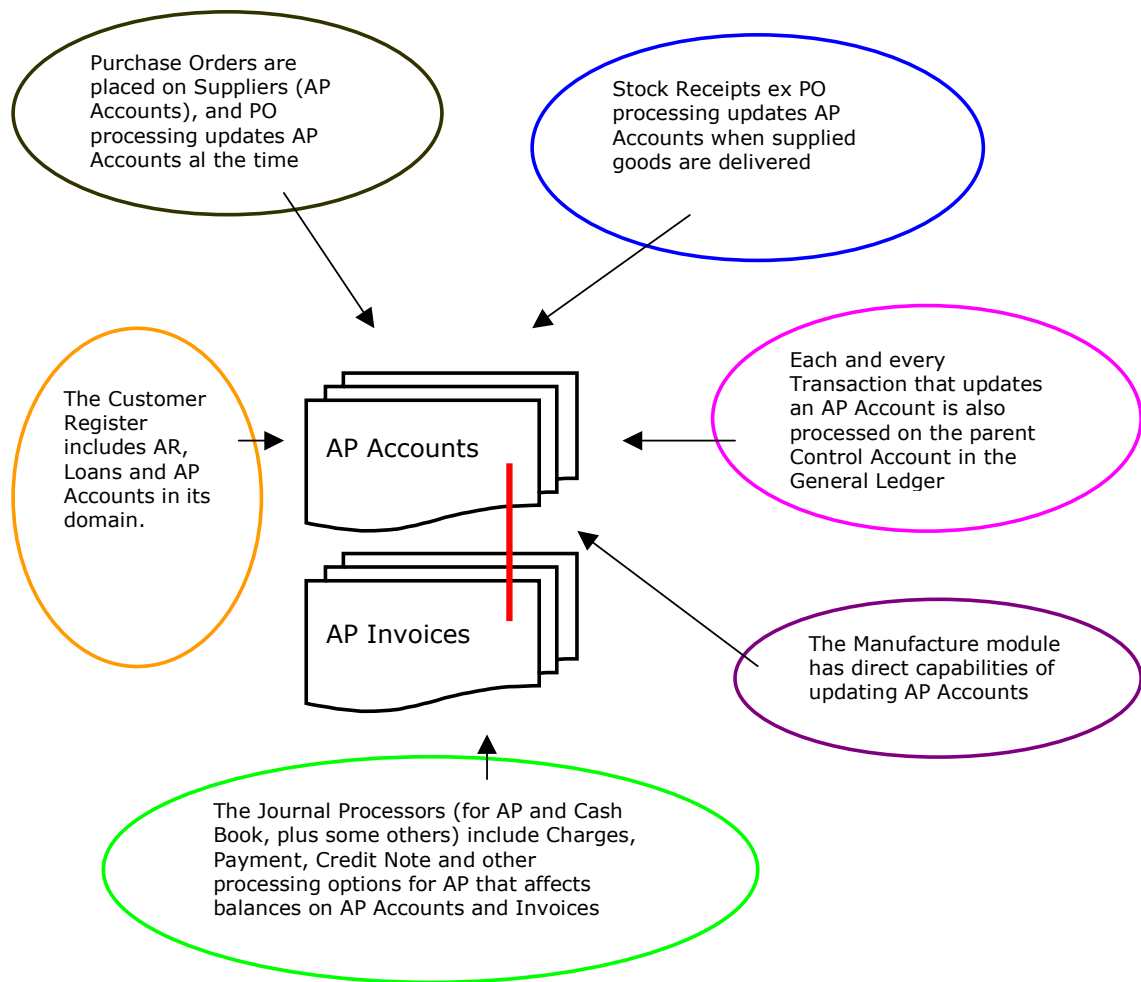 Purchase Orders are
placed on Suppliers (AP
Accounts), and PO
processing updates AP
Accounts al the time
Stock Receipts ex PO
processing updates AP
Accounts when supplied
goods are delivered
The Customer
Register
includes AR,
Loans and AP
Accounts in its
domain.
AP Accounts
Each and every
Transaction that updates
an AP Account is also
processed on the parent
Control Account in the
General Ledger
AP Invoices
The Manufacture module
has direct capabilities of
updating AP Accounts
The Journal Processors (for AP and Cash
Book, plus some others) include Charges,
Payment, Credit Note and other
processing options for AP that affects
balances on AP Accounts and Invoices